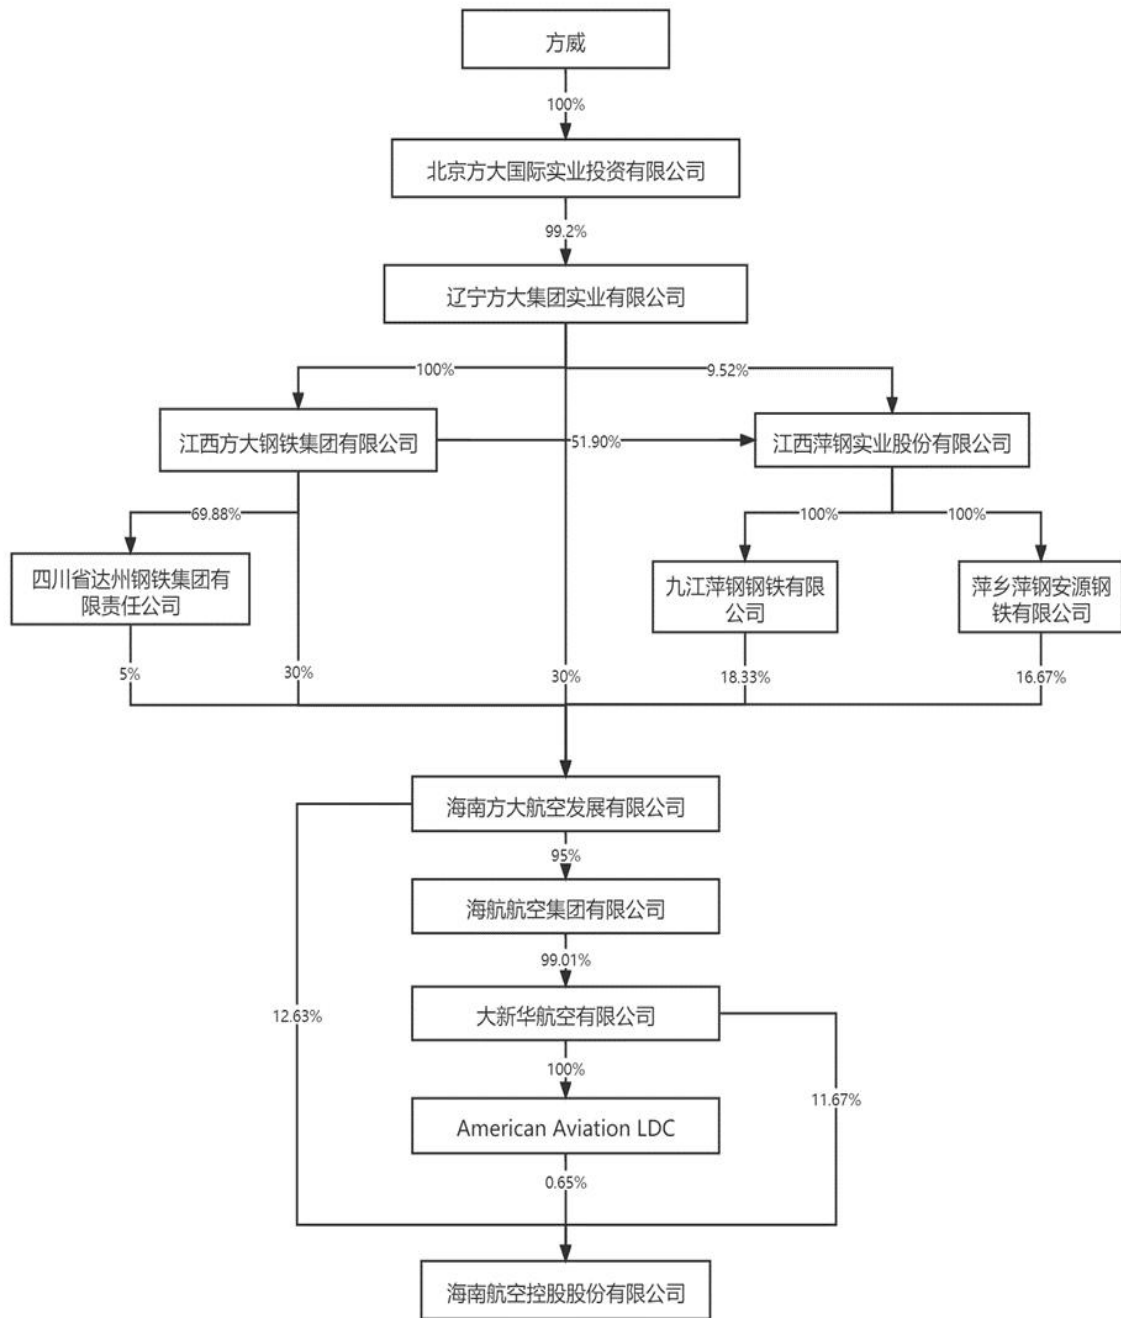 方威
100%
北京方大国际实业投资有限公司
99.2%
辽宁方大集团实业有限公司
100%
9.52%
江西方大钢铁集团有限公司
51.90%
江西萍钢实业股份有限公司
69.88%
100%
100%
四川省达州钢铁集团有
限责任公司
九江萍钢钢铁有限
公司
萍乡萍钢安源钢
铁有限公司
5%
30%
30%
18.33%
16.67%
海南方大航空发展有限公司
95%
海航航空集团有限公司
99.01%
12.63%
大新华航空有限公司
100%
11.67%
American Aviation LDC
0.65%
海南航空控股股份有限公司